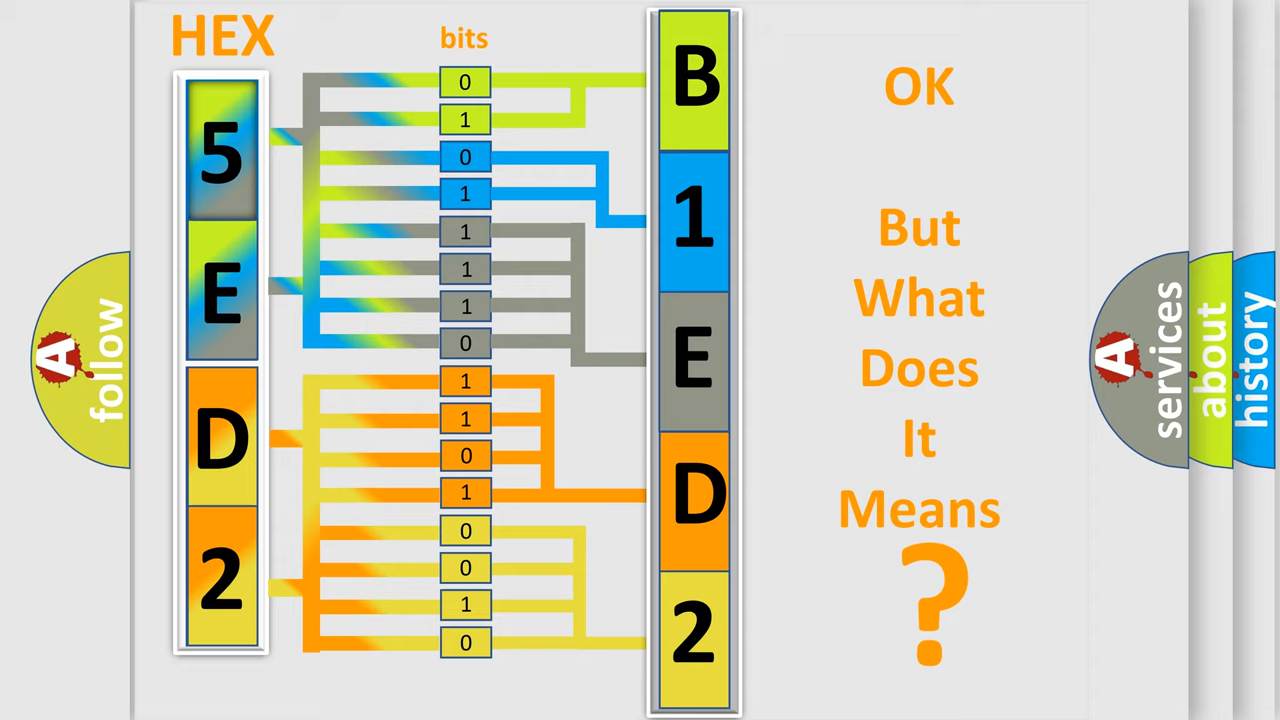 HEX
bits
5
E
D
2
0
1
0
1
1
1
1
0
1
1
0
1
0
0
1
0
B
1
E
D
2
OK
But
What
Does
It
Means
?
A
follow
A
services
about
history